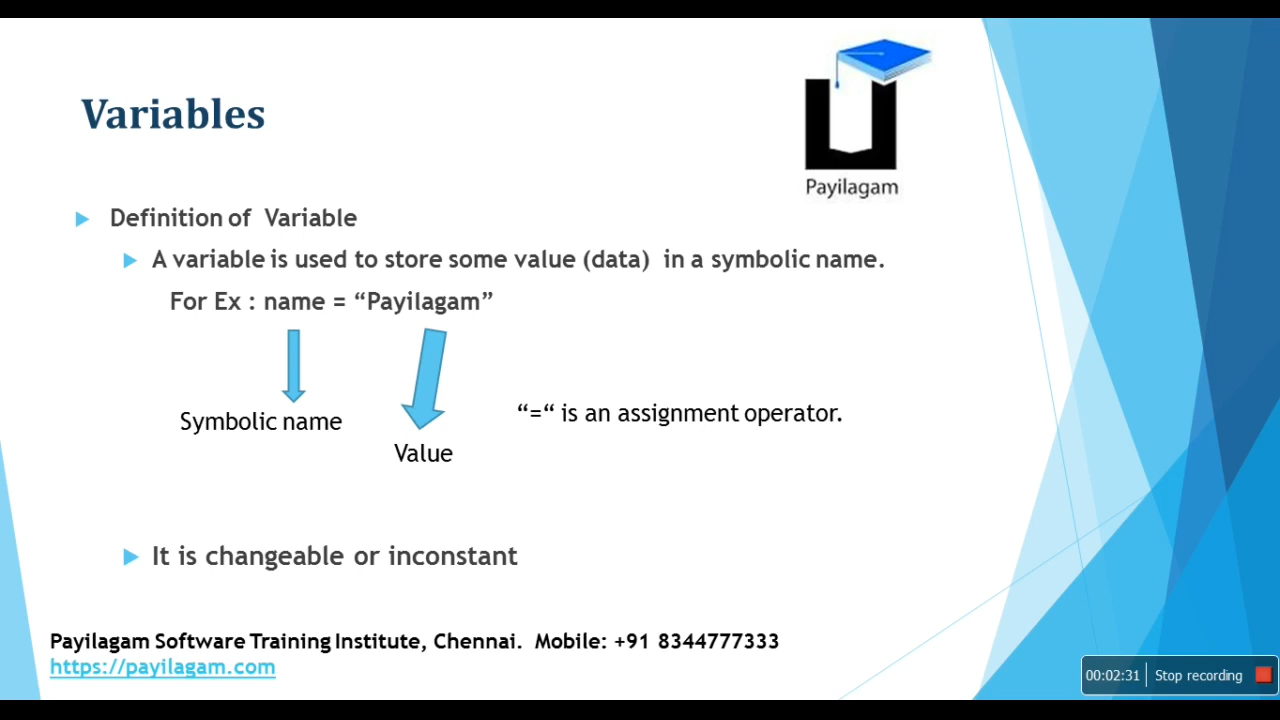 Payilagam
Variables
Definition of Variable
A variable is used to store some value (data) in a symbolic name.
For Ex : name = “Payilagam”
Symbolic name
“=“ is an assignment operator.
Value
It is changeable or inconstant
Payilagam Software Training Institute, Chennai. Mobile: +91 8344777333
https://payilagam.com
00:02:31 Stop recording